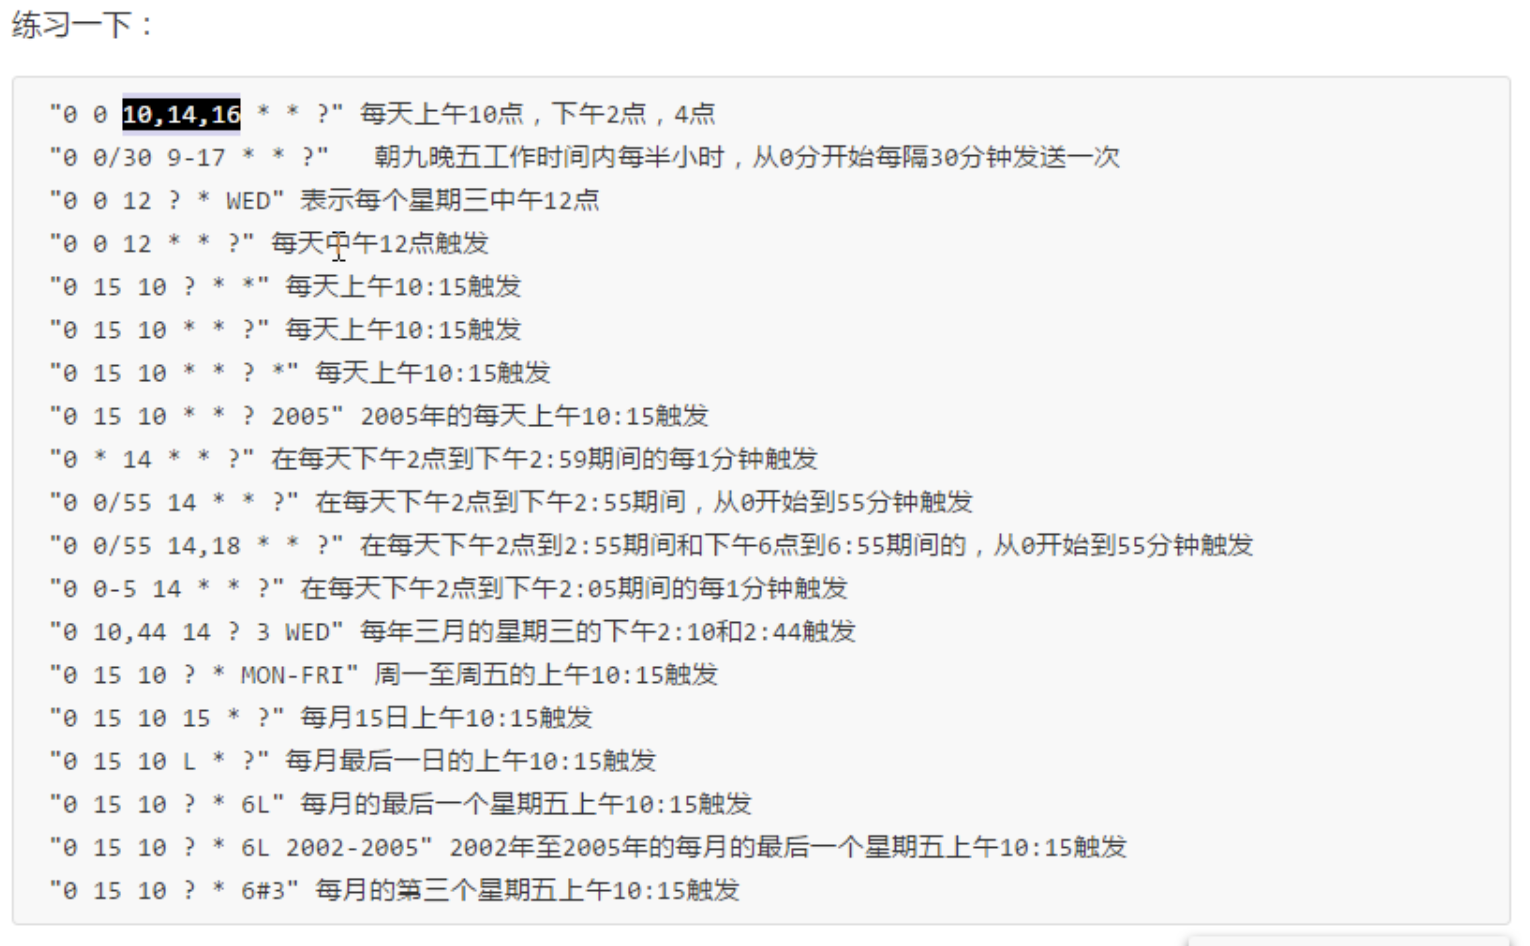 练习一下：
"0 0 10,14,16 * * ?" 每天上午10点，下午2点，4点
"0 0/30 9-17 * * ?"   朝九晚五工作时间内每半小时，从0分开始每隔30分钟发送一次
"0 0 12 ? * WED" 表示每个星期三中午12点
"0 0 12 * * ?" 每天中午12点触发
"0 15 10 ? * *" 每天上午10:15触发
"0 15 10 * * ?" 每天上午10:15触发
"0 15 10 * * ? *" 每天上午10:15触发
"0 15 10 * * ? 2005" 2005年的每天上午10:15触发
"0 * 14 * * ?" 在每天下午2点到下午2:59期间的每1分钟触发
"0 0/55 14 * * ?" 在每天下午2点到下午2:55期间，从0开始到55分钟触发
"0 0/55 14,18 * * ?" 在每天下午2点到2:55期间和下午6点到6:55期间的，从0开始到55分钟触发
"0 0-5 14 * * ?" 在每天下午2点到下午2:05期间的每1分钟触发
"0 10,44 14 ? 3 WED" 每年三月的星期三的下午2:10和2:44触发
"0 15 10 ? * MON-FRI" 周一至周五的上午10:15触发
"0 15 10 15 * ?" 每月15日上午10:15触发
"0 15 10 L * ?" 每月最后一日的上午10:15触发
"0 15 10 ? * 6L" 每月的最后一个星期五上午10:15触发
"0 15 10 ? * 6L 2002-2005" 2002年至2005年的每月的最后一个星期五上午10:15触发
"0 15 10 ? * 6#3" 每月的第三个星期五上午10:15触发